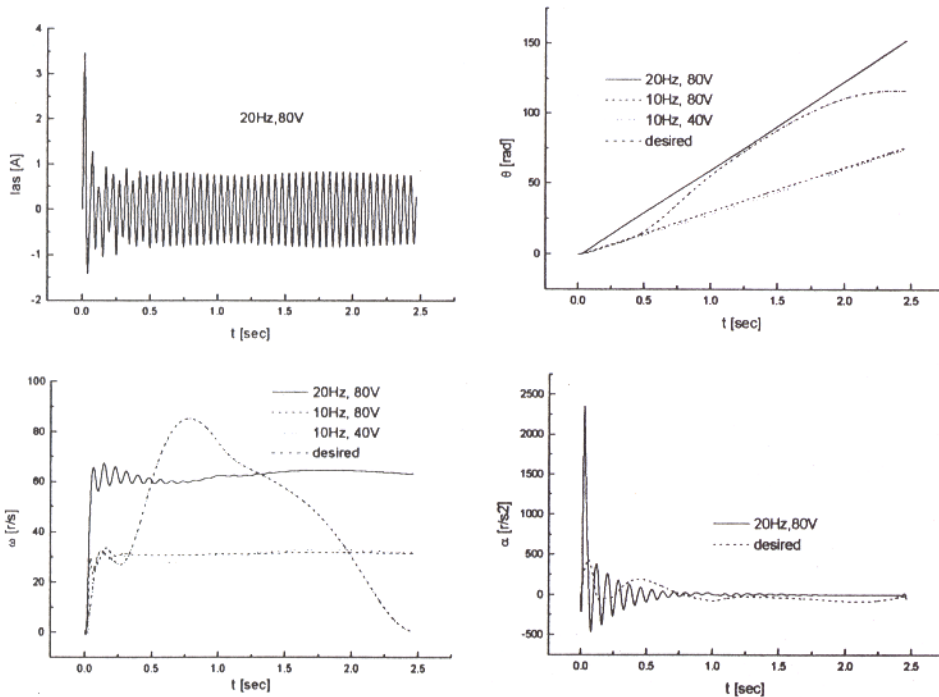 4
3
2
1
0
-1
-2
Ias [A]
20Hz,80V
0.0 0.5 1.0 1.5 2.0 2.5
t [sec]
150
100
50
0
θ [rad]
20Hz, 80V
10Hz, 80V
10Hz, 40V
desired
0.0 0.5 1.0 1.5 2.0 2.5
t [sec]
100
80
60
40
20
0
ω [r/s]
20Hz, 80V
10Hz, 80V
10Hz, 40V
desired
0.0 0.5 1.0 1.5 2.0 2.5
t [sec]
2500
2000
1500
1000
500
0
-500
α [r/s2]
20Hz,80V
desired
0.0 0.5 1.0 1.5 2.0 2.5
t [sec]